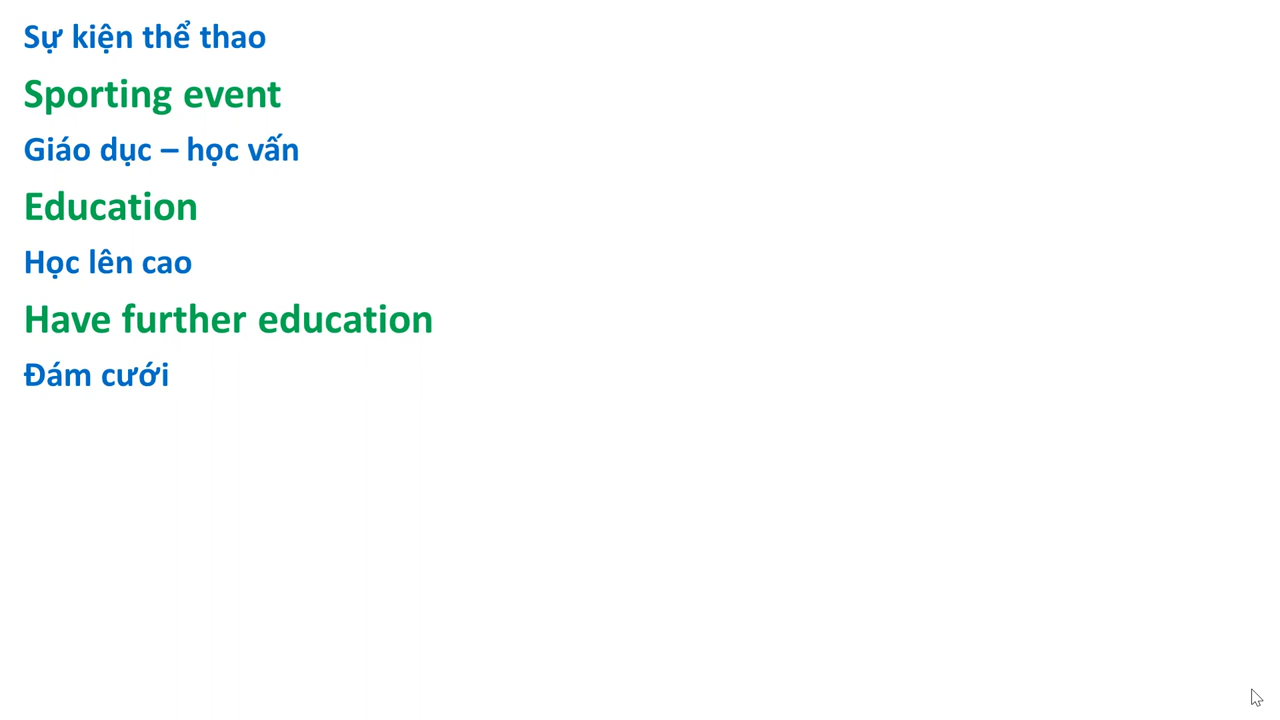 Sự kiện thể thao
Sporting event
Giáo dục – học vấn
Education
Học lên cao
Have further education
Đám cưới